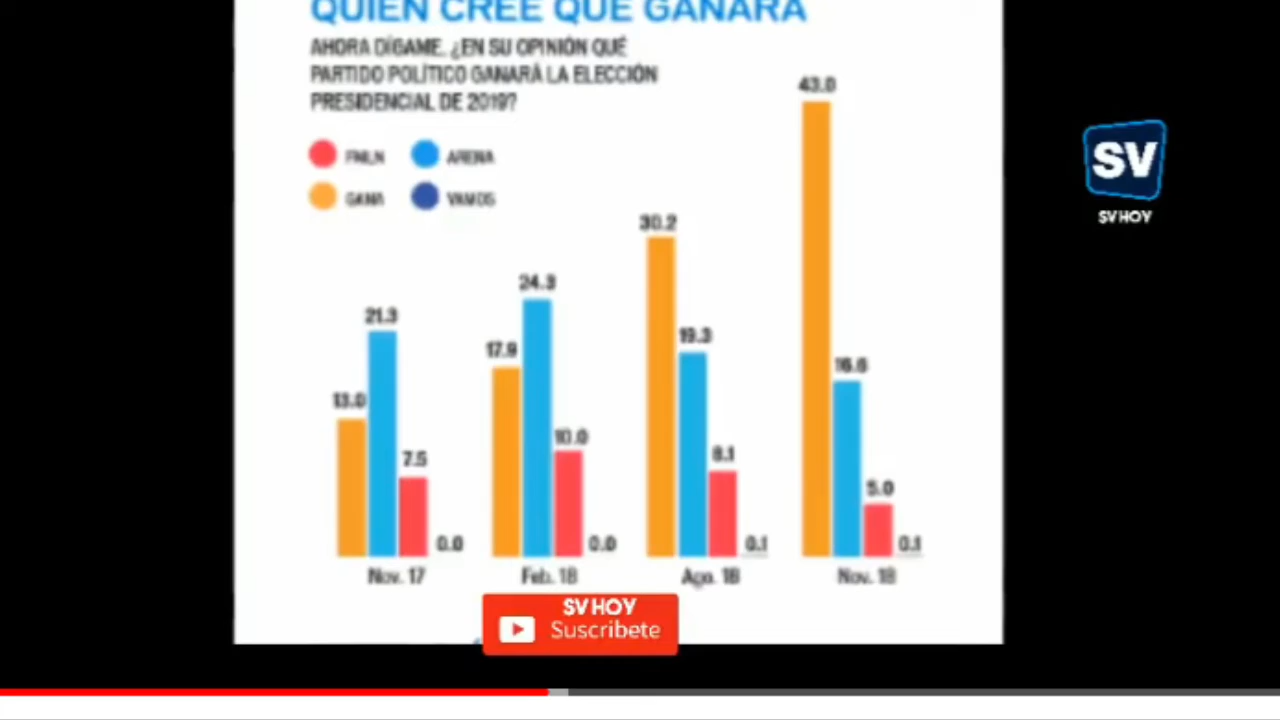 QUIÉN CREE QUE GANARÁ
AHORA DÍGAME, ¿EN SU OPINIÓN QUÉ
PARTIDO POLÍTICO GANARÁ LA ELECCIÓN
PRESIDENCIAL DE 2019?
FMLN ARENA
GANA VAMOS
43.0
30.2
24.3
21.3
19.3
17.9
16.6
13.0
10.0
7.5
8.1
5.0
0.0 0.0 0.1 0.1
Nov. 17 Feb. 18 Ago. 18 Nov. 18
SV
SV HOY
SV HOY
Suscribete